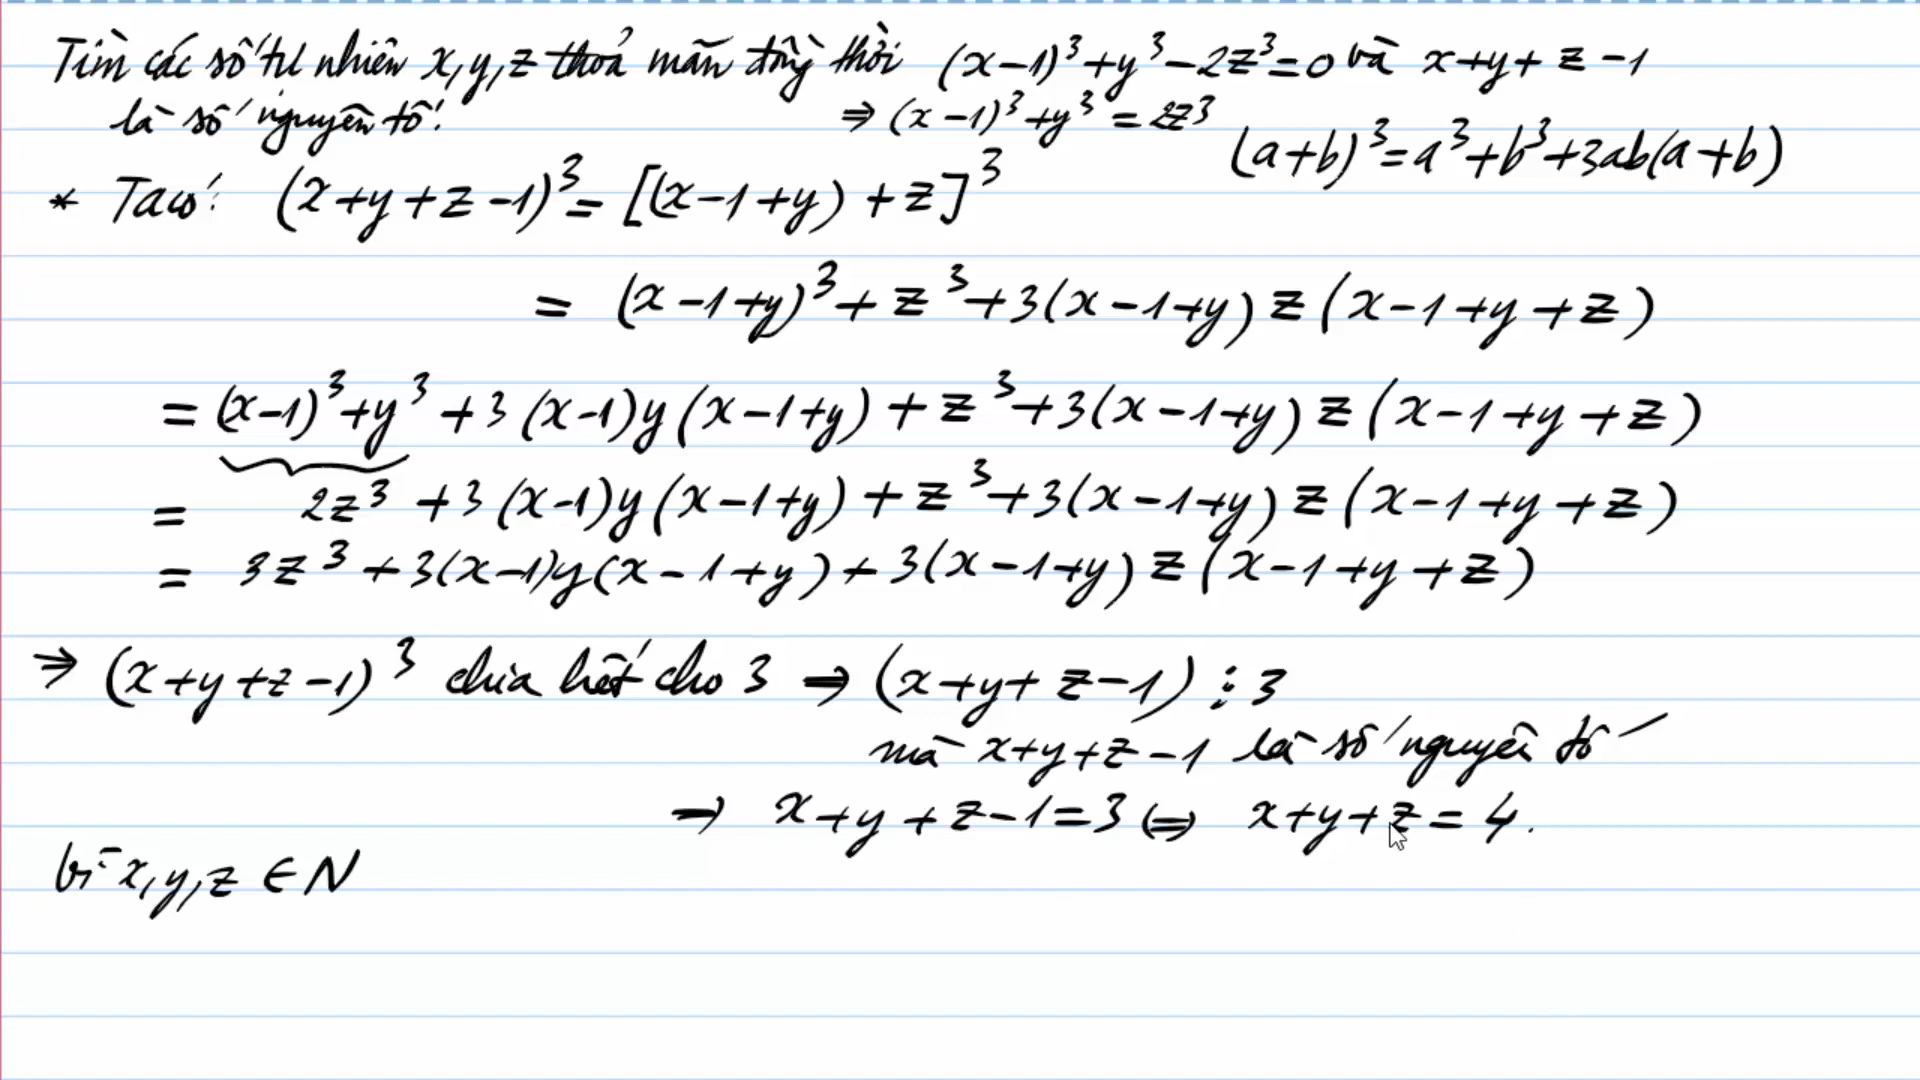 Tìm các số tự nhiên x,y,z thoả mãn đồng thời (x-1)³+y³-2z³=0 và x+y+z-1
là số nguyên tố! ⇒ (x-1)³+y³=2z³
(a+b)³=a³+b³+3ab(a+b)
* Ta có: (x+y+z-1)³= [(x-1+y)+z]³
= (x-1+y)³+z³+3(x-1+y)z(x-1+y+z)
= (x-1)³+y³+3(x-1)y(x-1+y)+z³+3(x-1+y)z(x-1+y+z)
= 2z³+3(x-1)y(x-1+y)+z³+3(x-1+y)z(x-1+y+z)
= 3z³+3(x-1)y(x-1+y)+3(x-1+y)z(x-1+y+z)
⇒ (x+y+z-1)³ chia hết cho 3 ⇒ (x+y+z-1)⋮3
mà x+y+z-1 là số nguyên tố
→ x+y+z-1=3 ⇔ x+y+z=4.
Vì x,y,z ∈ N